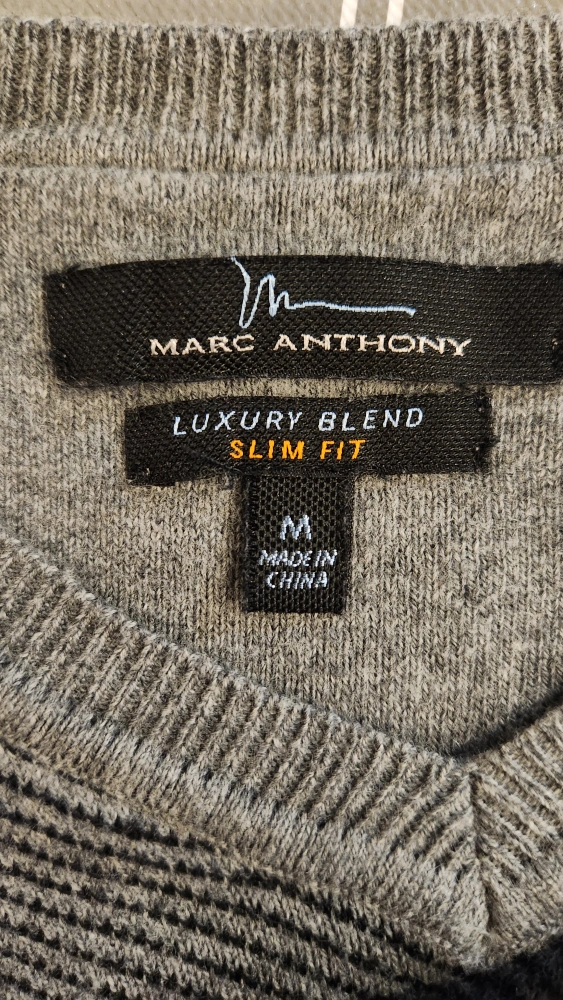 MARC ANTHONY
LUXURY BLEND
SLIM FIT
M
MADE IN
CHINA